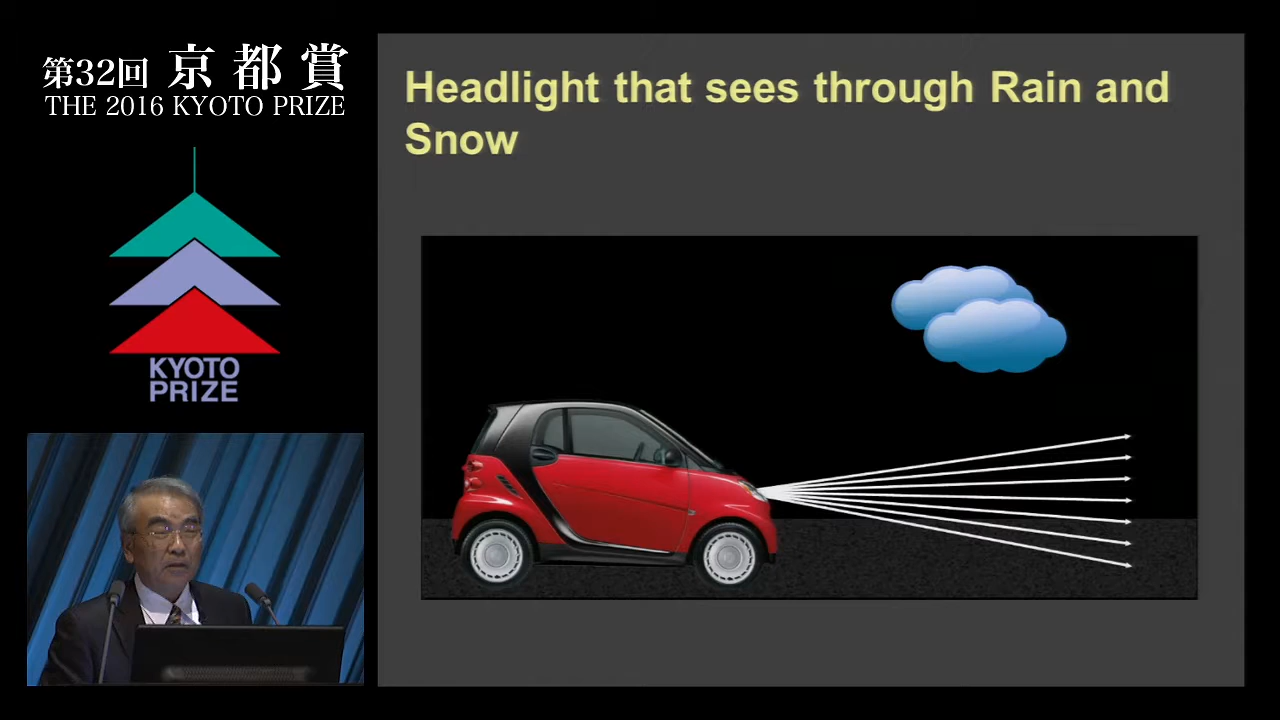 第32回 京都賞
THE 2016 KYOTO PRIZE
KYOTO
PRIZE
Headlight that sees through Rain and
Snow